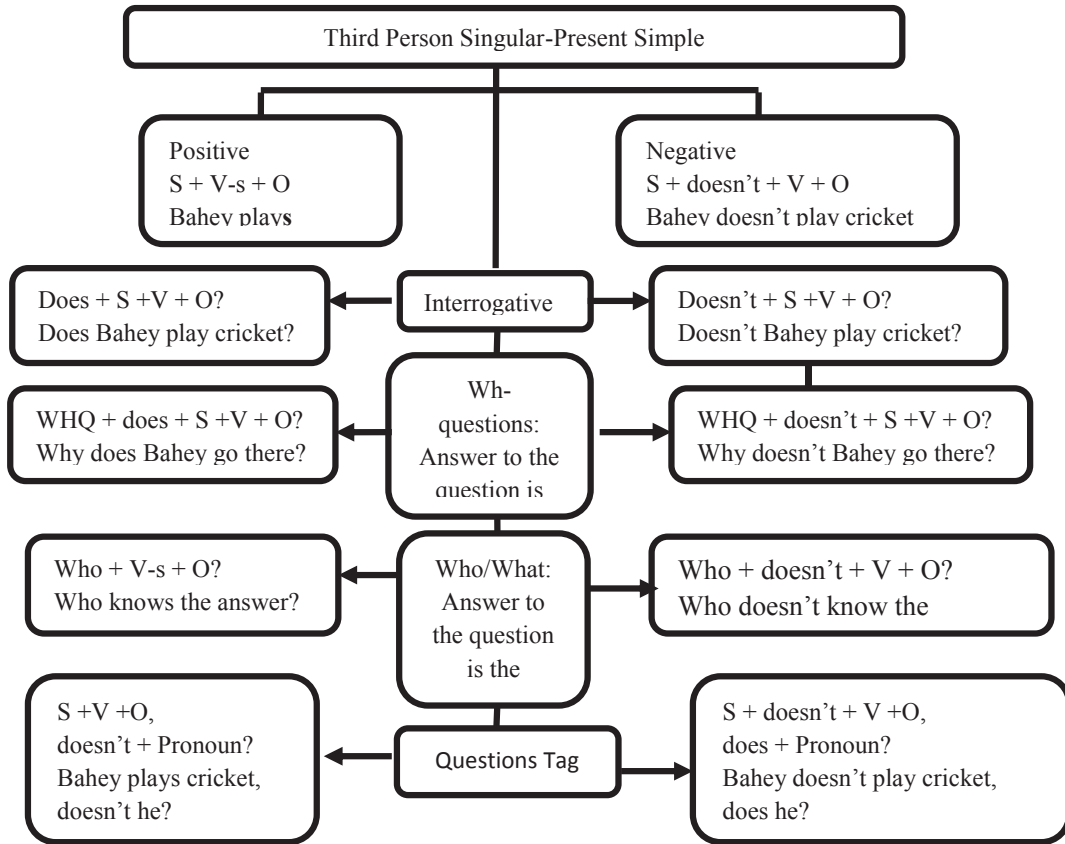 Third Person Singular-Present Simple
Positive
S + V-s + O
Bahey plays
Negative
S + doesn't + V + O
Bahey doesn't play cricket
Does + S +V + O?
Does Bahey play cricket?
Interrogative
Doesn't + S +V + O?
Doesn't Bahey play cricket?
WHQ + does + S +V + O?
Why does Bahey go there?
Wh-
questions:
Answer to the
question is
WHQ + doesn't + S +V + O?
Why doesn't Bahey go there?
Who + V-s + O?
Who knows the answer?
Who/What:
Answer to
the question
is the
Who + doesn't + V + O?
Who doesn't know the
S +V +O,
doesn't + Pronoun?
Bahey plays cricket,
doesn't he?
Questions Tag
S + doesn't + V +O,
does + Pronoun?
Bahey doesn't play cricket,
does he?